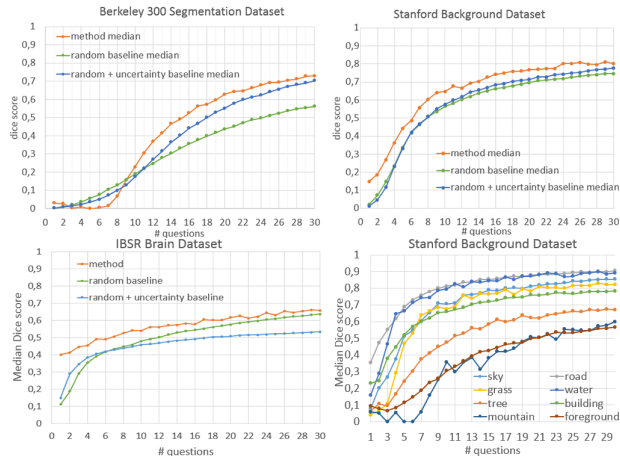 Berkeley 300 Segmentation Dataset
0,8
0,7
0,6
0,5
0,4
0,3
0,2
0,1
0
dice score
method median
random baseline median
random + uncertainty baseline median
0 2 4 6 8 10 12 14 16 18 20 22 24 26 28 30
# questions
Stanford Background Dataset
1
0,9
0,8
0,7
0,6
0,5
0,4
0,3
0,2
0,1
0
dice score
method median
random baseline median
random + uncertainty baseline median
0 2 4 6 8 10 12 14 16 18 20 22 24 26 28 30
# questions
IBSR Brain Dataset
1
0,9
0,8
0,7
0,6
0,5
0,4
0,3
0,2
0,1
0
Median Dice score
method
random baseline
random + uncertainty baseline
0 2 4 6 8 10 12 14 16 18 20 22 24 26 28 30
# questions
Stanford Background Dataset
1
0,9
0,8
0,7
0,6
0,5
0,4
0,3
0,2
0,1
0
Median Dice score
sky road
grass water
tree building
mountain foreground
1 3 5 7 9 11 13 15 17 19 21 23 25 27 29
# questions